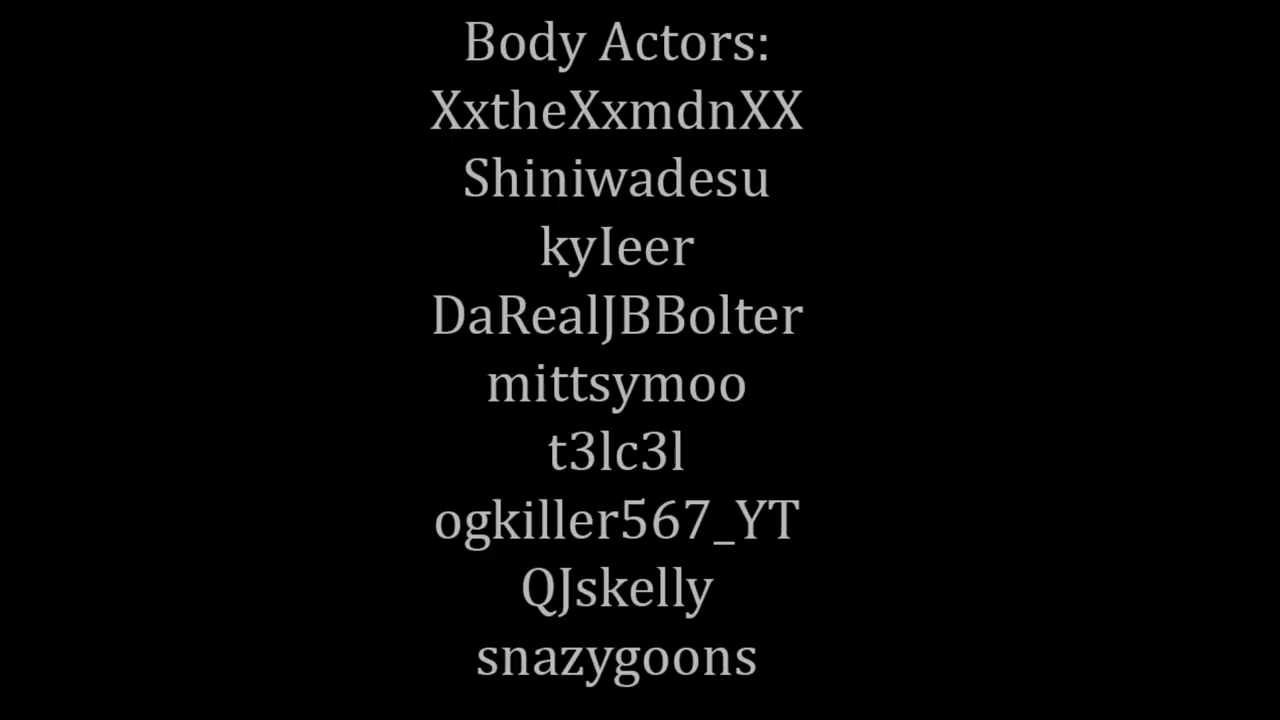 Body Actors:
XxtheXxmdnXX
Shiniwadesu
kyIeer
DaRealJBBolter
mittsymoo
t3lc3l
ogkiller567_YT
QJskelly
snazygoons